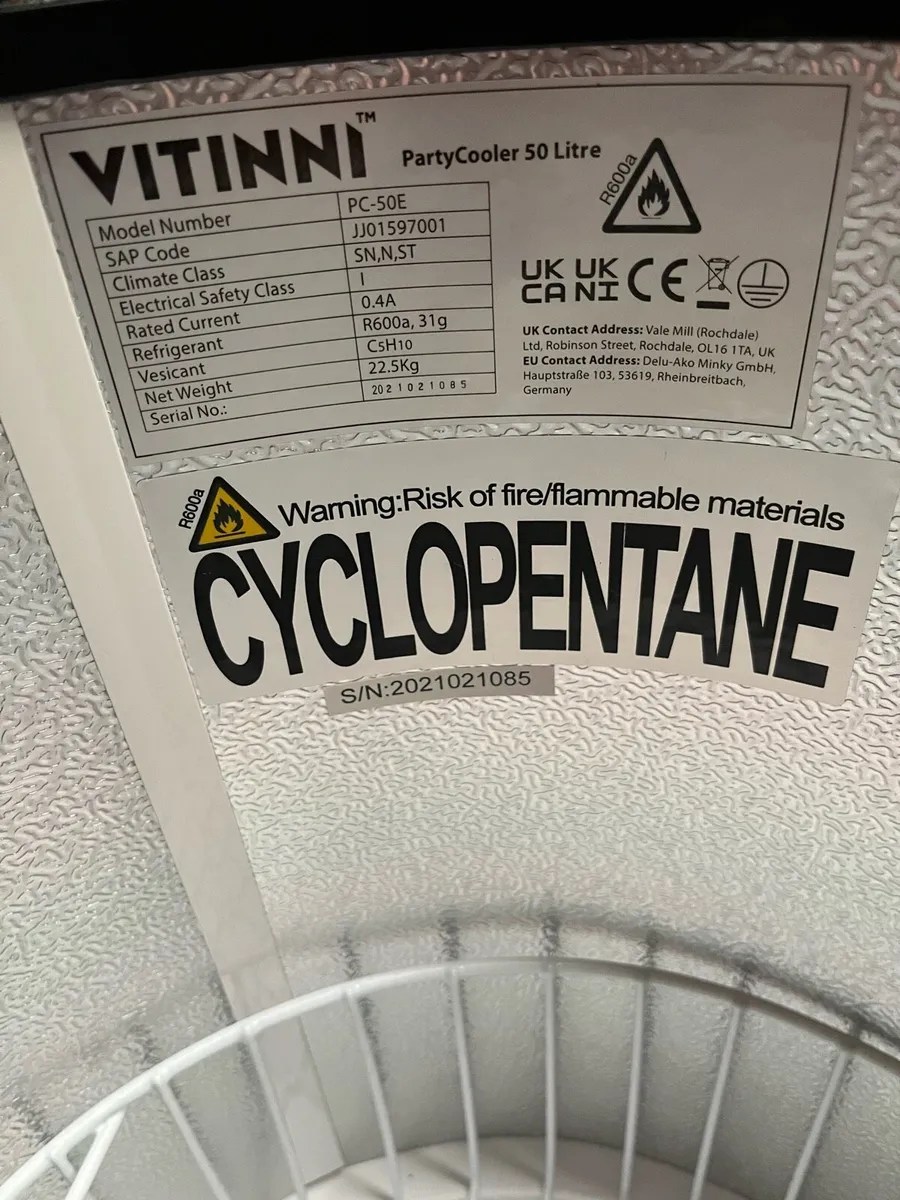 VITINNI™ PartyCooler 50 Litre
R600a
Model Number PC-50E
SAP Code JJ01597001
Climate Class SN,N,ST
Electrical Safety Class I
Rated Current 0.4A
Refrigerant R600a, 31g
Vesicant C5H10
Net Weight 22.5Kg
Serial No.: 2021021085
UK UK CE
CA NI
UK Contact Address: Vale Mill (Rochdale)
Ltd, Robinson Street, Rochdale, OL16 1TA, UK
EU Contact Address: Delu-Ako Minky GmbH,
Hauptstraße 103, 53619, Rheinbreitbach,
Germany
R600a
Warning:Risk of fire/flammable materials
CYCLOPENTANE
S/N:2021021085